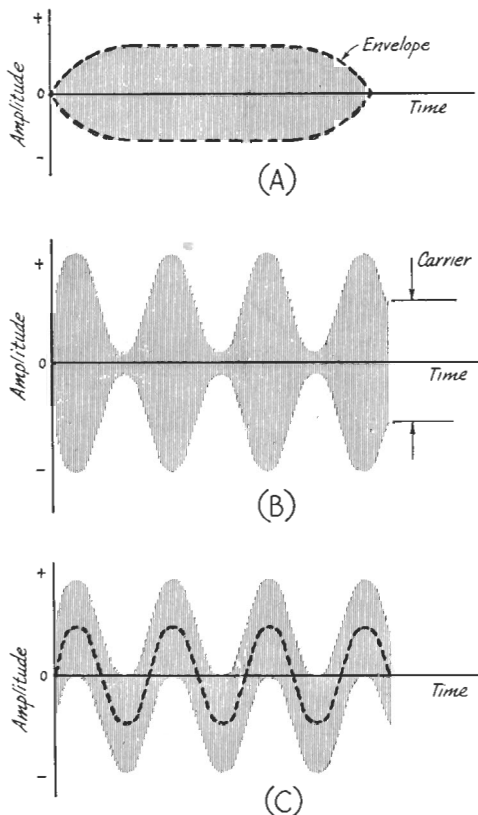 +
Envelope
Amplitude
0
Time
-
(A)
+
Carrier
Amplitude
0
Time
-
(B)
+
Amplitude
0
Time
-
(C)